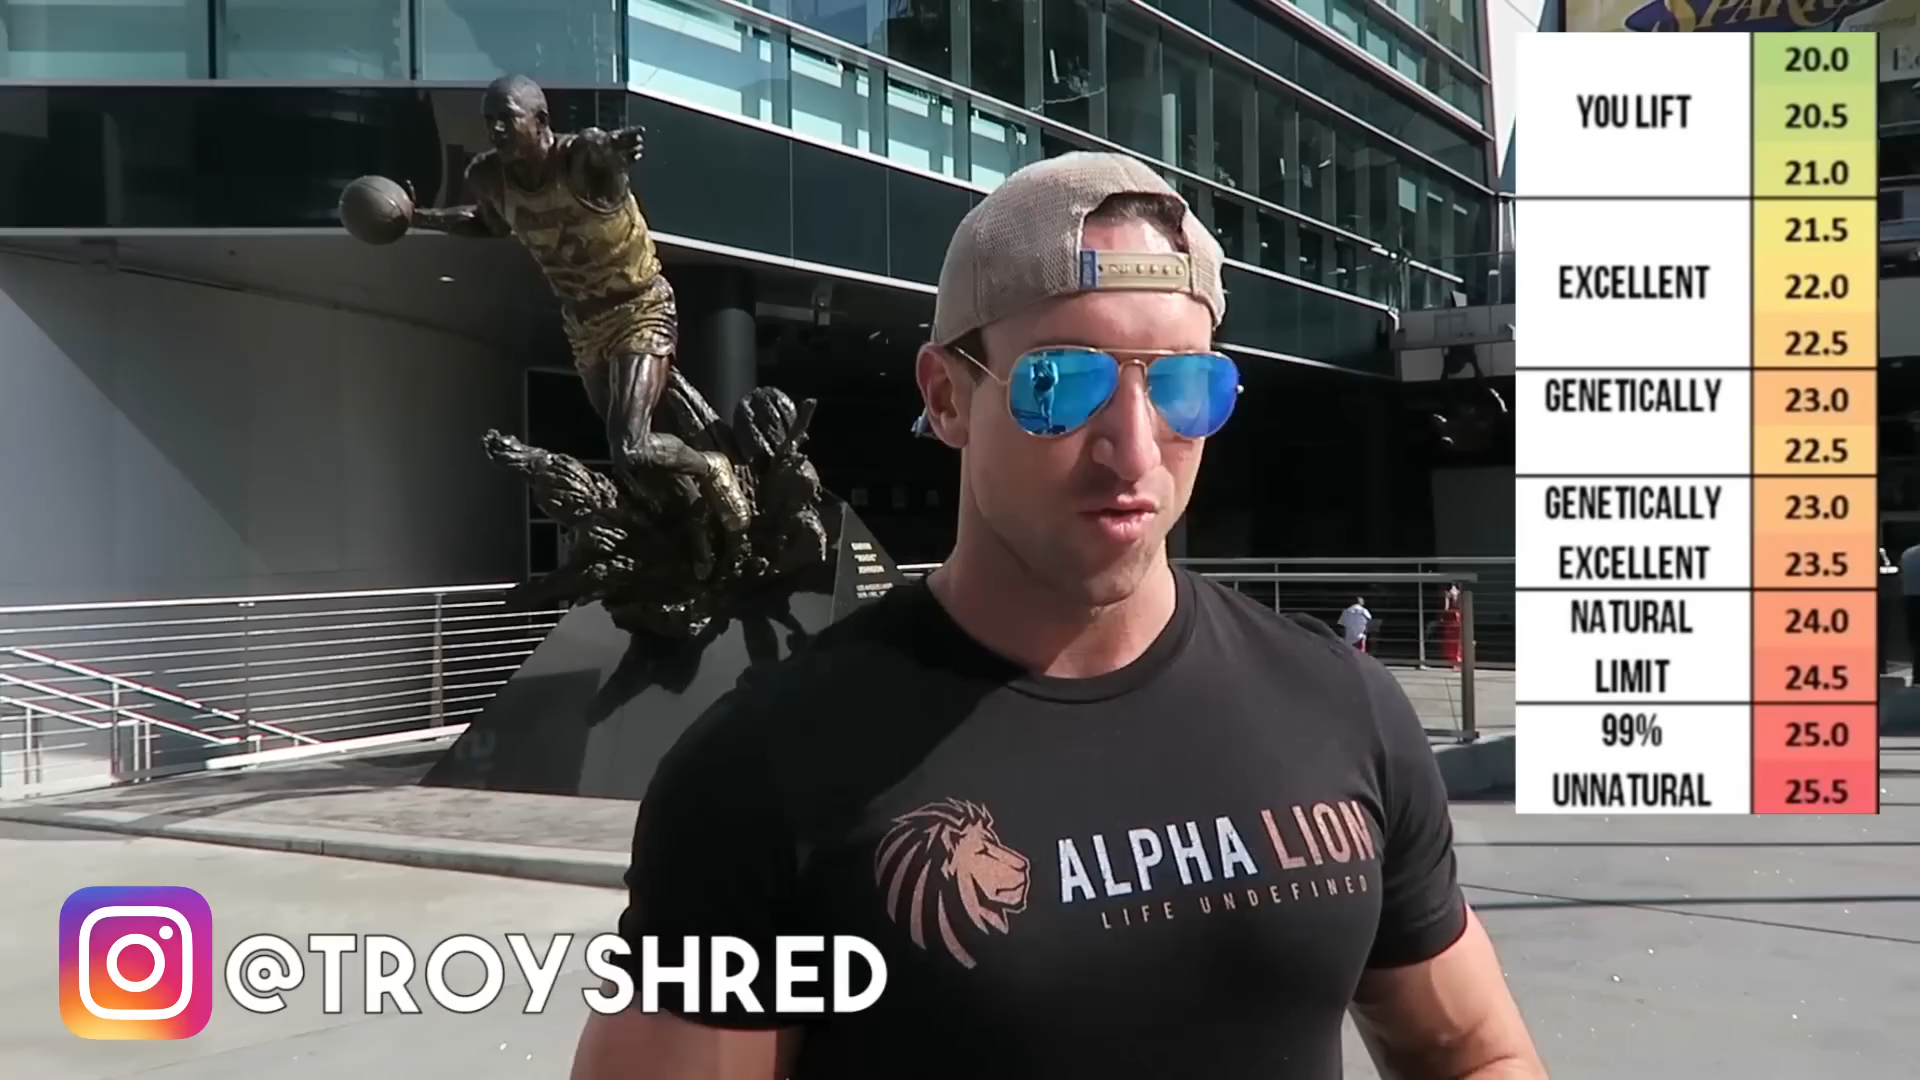 SPARKS
YOU LIFT
20.0
20.5
21.0
EXCELLENT
21.5
22.0
22.5
GENETICALLY
23.0
22.5
GENETICALLY
EXCELLENT
23.0
23.5
NATURAL
LIMIT
24.0
24.5
99%
UNNATURAL
25.0
25.5
JOHNSON
ALPHA LION
LIFE UNDEFINED
@TROYSHRED